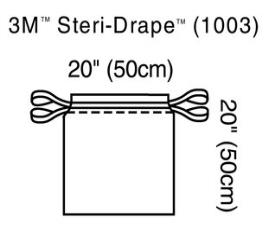 3M™ Steri-Drape™ (1003)
20" (50cm)
20" (50cm)